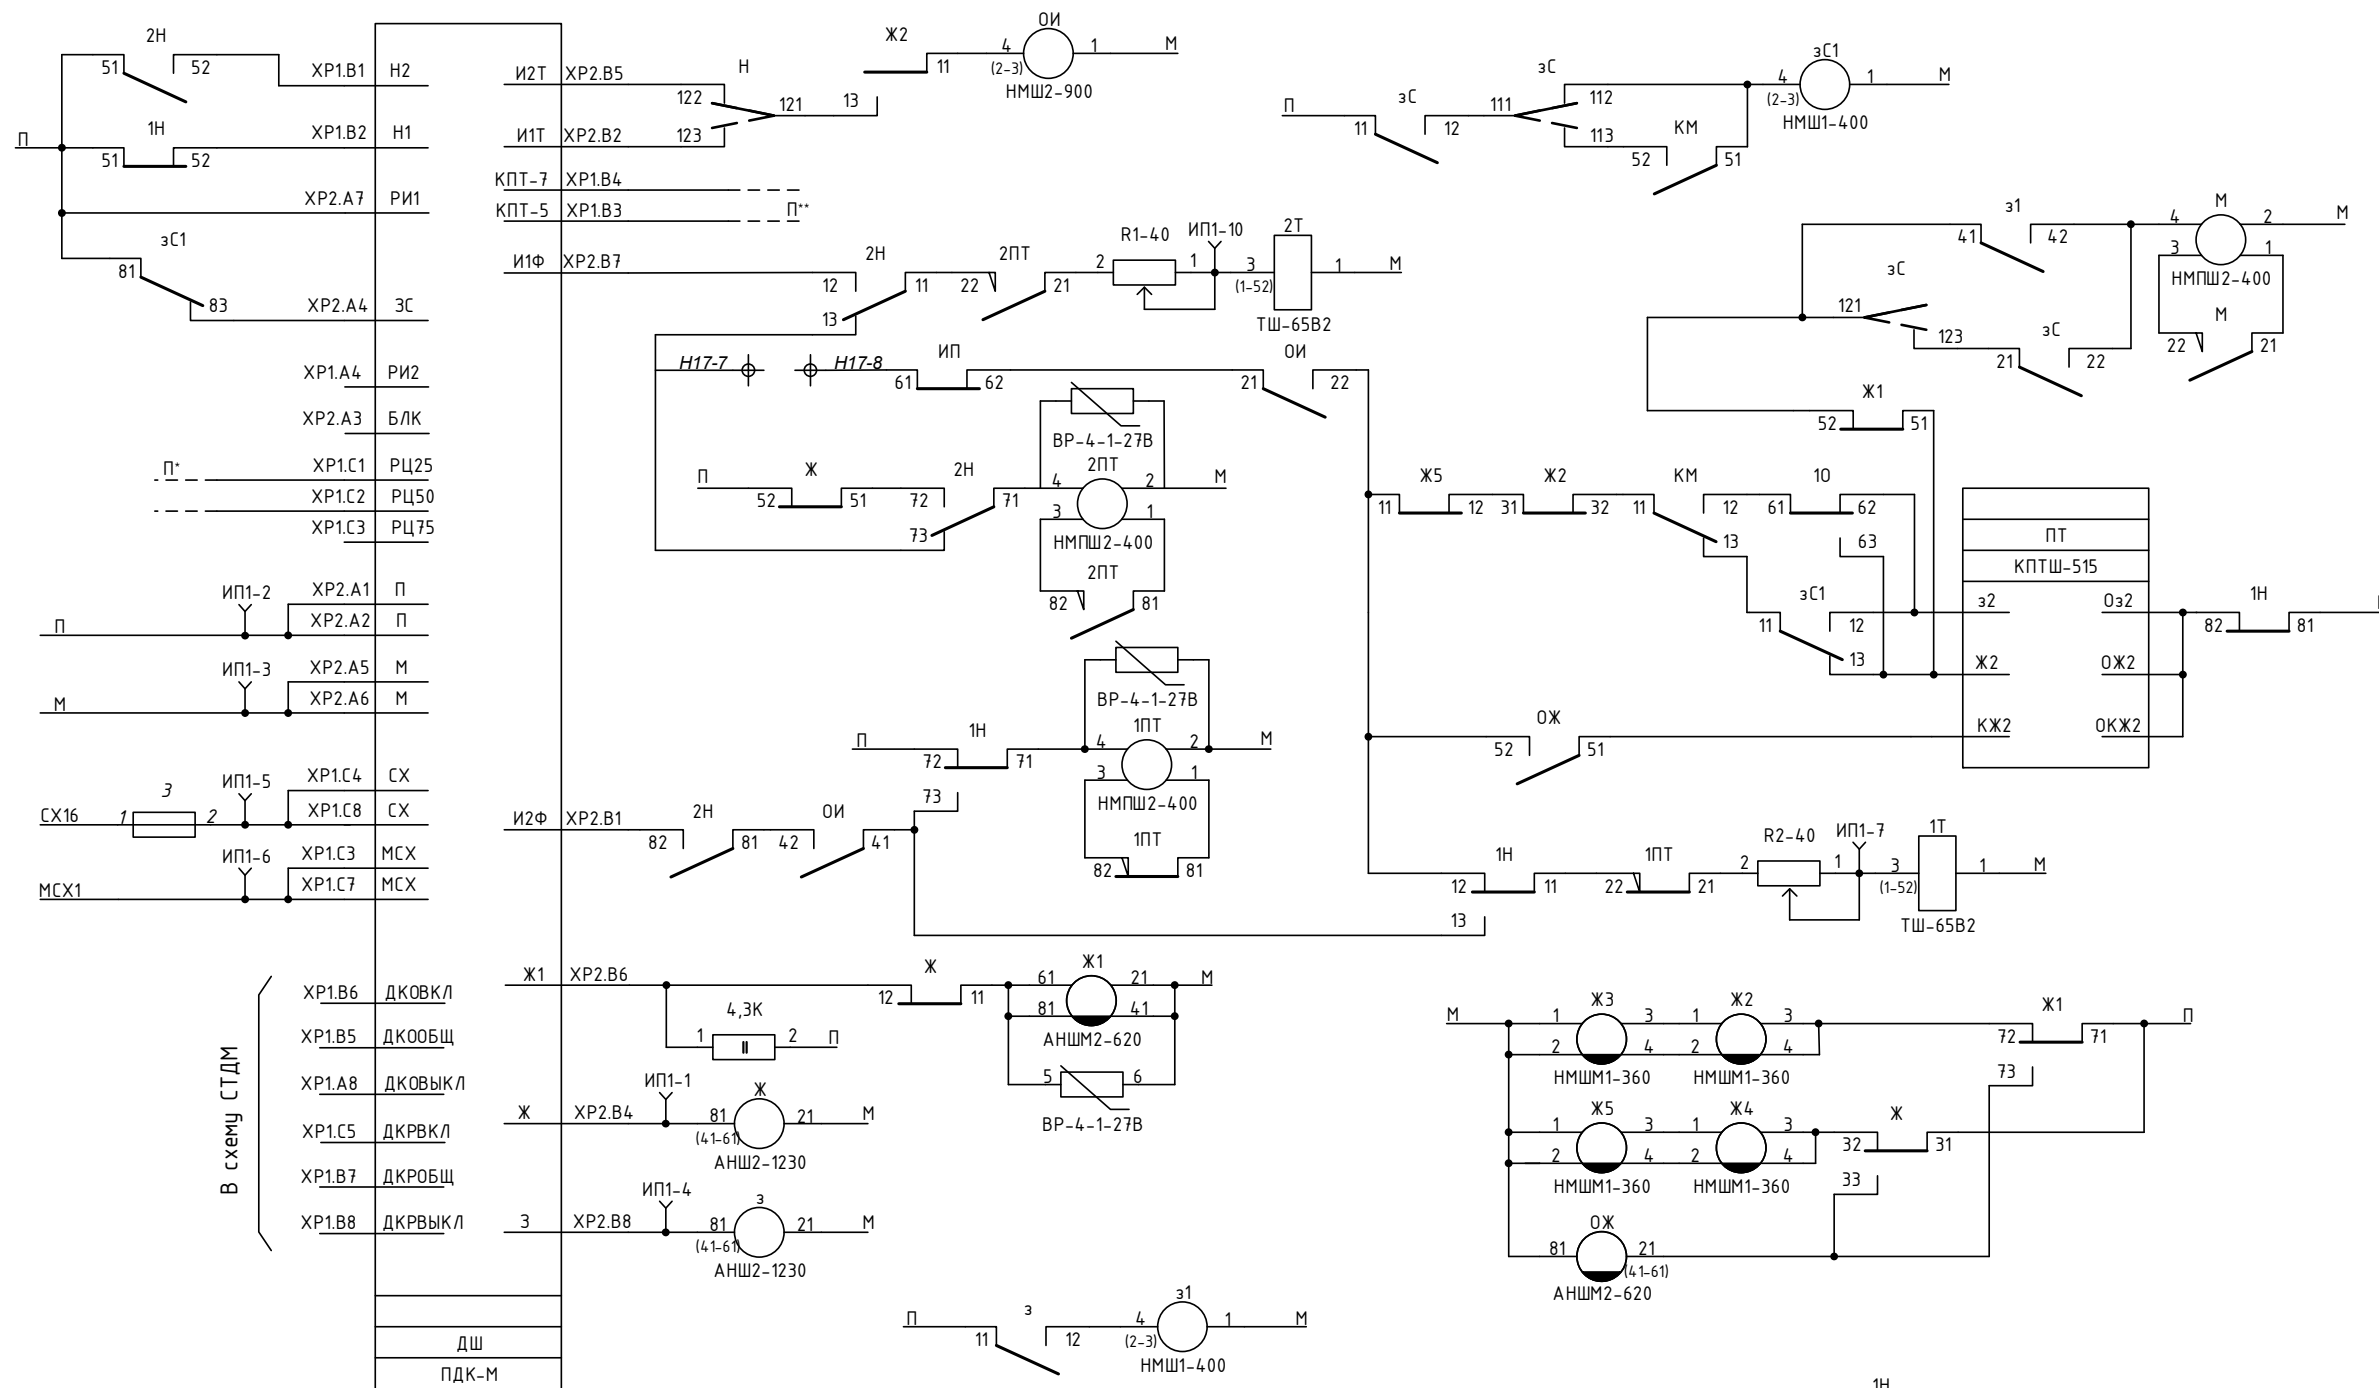 2Н
51 52 ХР1.В1 Н2
П
1Н
51 52 ХР1.В2 Н1
ХР2.А7 РИ1
зС1
81
83 ХР2.А4 ЗС
ХР1.А4 РИ2
ХР2.А3 БЛК
П* ХР1.С1 РЦ25
ХР1.С2 РЦ50
ХР1.С3 РЦ75
ИП1-2 ХР2.А1 П
П ХР2.А2 П
ИП1-3 ХР2.А5 М
М ХР2.А6 М
3 ИП1-5 ХР1.С4 СХ
СХ16 1 2 ХР1.С8 СХ
ИП1-6 ХР1.С3 МСХ
МСХ1 ХР1.С7 МСХ
В схему СТДМ
ХР1.В6 ДКОВКЛ
ХР1.В5 ДКООБЩ
ХР1.А8 ДКОВЫКЛ
ХР1.С5 ДКРВКЛ
ХР1.В7 ДКРОБЩ
ХР1.В8 ДКРВЫКЛ
ДШ
ПДК-М
И2Т ХР2.В5 Н
122 121 13
И1Т ХР2.В2 123
Ж2
11
ОИ
4 1 М
(2-3)
НМШ2-900
КПТ-7 ХР1.В4
КПТ-5 ХР1.В3 П**
И1Ф ХР2.В7
2Н
12 11
13
2ПТ
22 21
R1-40
2 1
ИП1-10
2Т
3 1 М
(1-52)
ТШ-65В2
Н17-7 Н17-8
ИП
61 62
ОИ
21 22
ВР-4-1-27В
П Ж
52 51
2Н
72 71
73
2ПТ
4 2 М
3 1
НМПШ2-400
2ПТ
82 81
ВР-4-1-27В
П 1Н
72 71
73
1ПТ
4 2 М
3 1
НМПШ2-400
1ПТ
82 81
И2Ф ХР2.В1
2Н
82 81
ОИ
42 41
Ж1 ХР2.В6
Ж
12 11
Ж1
61 21 М
81 41
АНШМ2-620
5 6
ВР-4-1-27В
4,3К
1 2 П
Ж ХР2.В4
ИП1-1
Ж
81 21 М
(41-61)
АНШ2-1230
З ХР2.В8
ИП1-4
з
81 21 М
(41-61)
АНШ2-1230
П з
11 12
з1
4 1 М
(2-3)
НМШ1-400
П зС
11 12
зС
111 112
113
КМ
52 51
зС1
4 1 М
(2-3)
НМШ1-400
з1
41 42
М
4 2 М
3 1
НМПШ2-400
М
22 21
зС
121
123
зС
21 22
Ж1
52 51
Ж5
11 12
Ж2
31 32
КМ
11 12
13
1О
61 62
63
зС1
11 12
13
ПТ
КПТШ-515
з2 Оз2
Ж2 ОЖ2
КЖ2 ОКЖ2
1Н
82 81
ОЖ
52 51
1Н
12 11
13
1ПТ
22 21
R2-40
2 1
ИП1-7
1Т
3 1 М
(1-52)
ТШ-65В2
М Ж3 Ж2 Ж1 П
1 3 1 3
2 4 2 4
72 71
73
НМШМ1-360 НМШМ1-360
Ж5 Ж4 Ж
1 3 1 3
2 4 2 4
32 31
33
НМШМ1-360 НМШМ1-360
ОЖ
81 21
(41-61)
АНШМ2-620
1Н